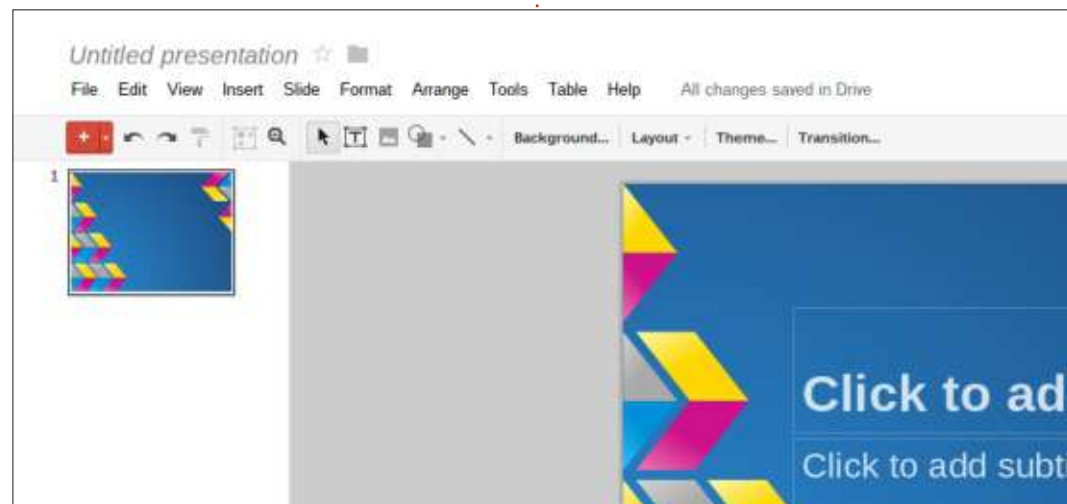 Untitled presentation
File Edit View Insert Slide Format Arrange Tools Table Help All changes saved in Drive
Background... Layout Theme... Transition...
1
Click to ad
Click to add subti